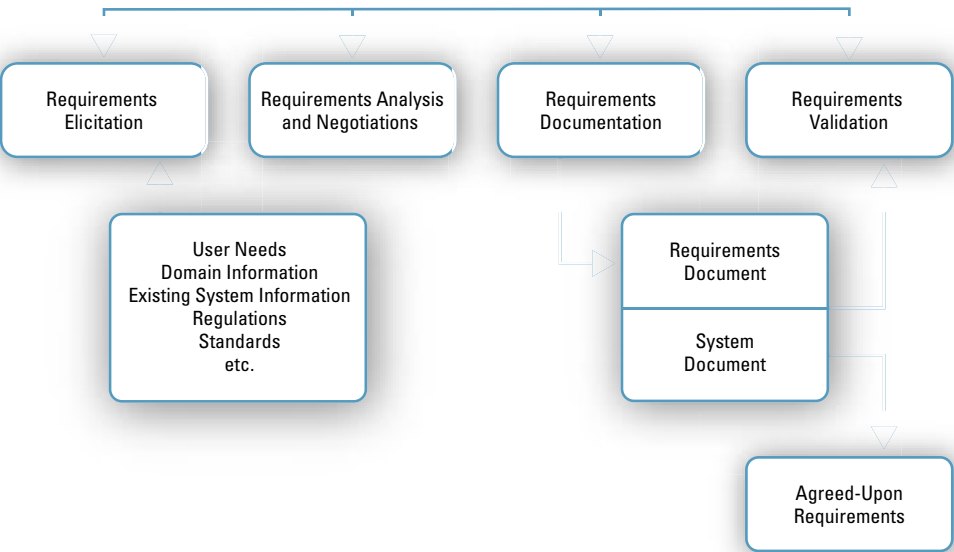 Requirements
Elicitation
Requirements Analysis
and Negotiations
Requirements
Documentation
Requirements
Validation
User Needs
Domain Information
Existing System Information
Regulations
Standards
etc.
Requirements
Document
System
Document
Agreed-Upon
Requirements